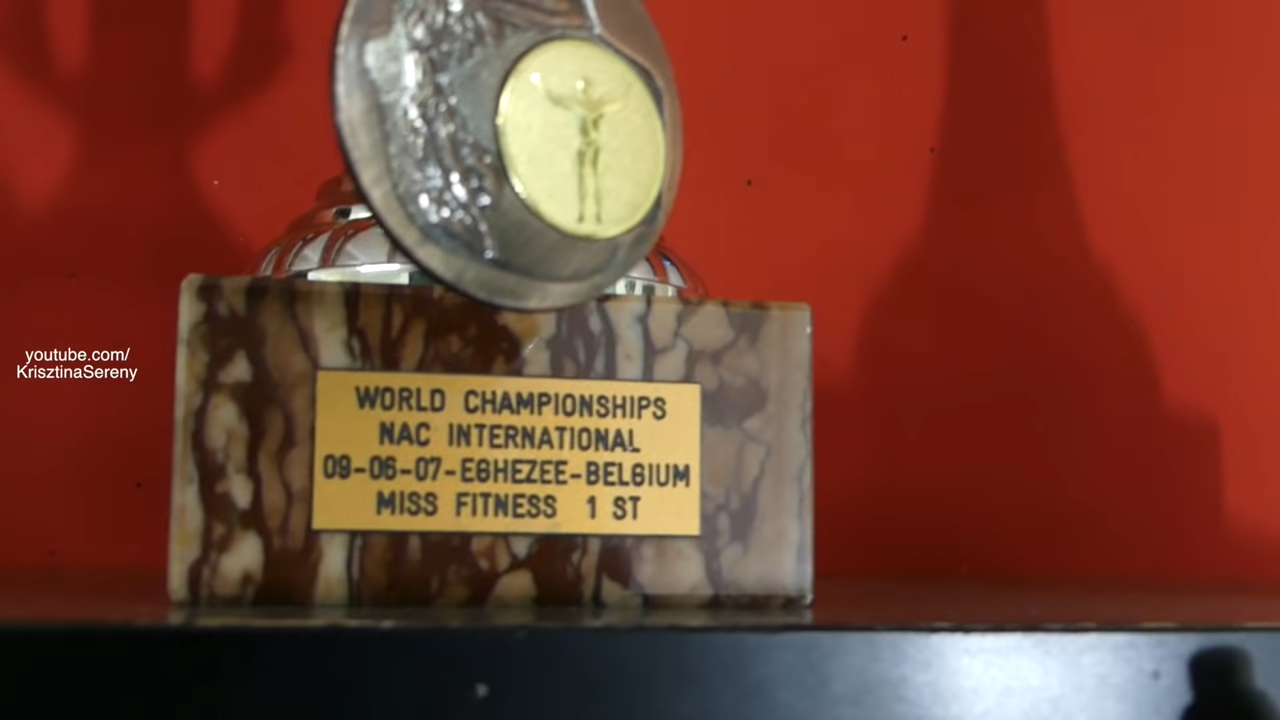 youtube.com/
KrisztinaSereny
WORLD CHAMPIONSHIPS
NAC INTERNATIONAL
09-06-07-EGHEZEE-BELGIUM
MISS FITNESS 1 ST